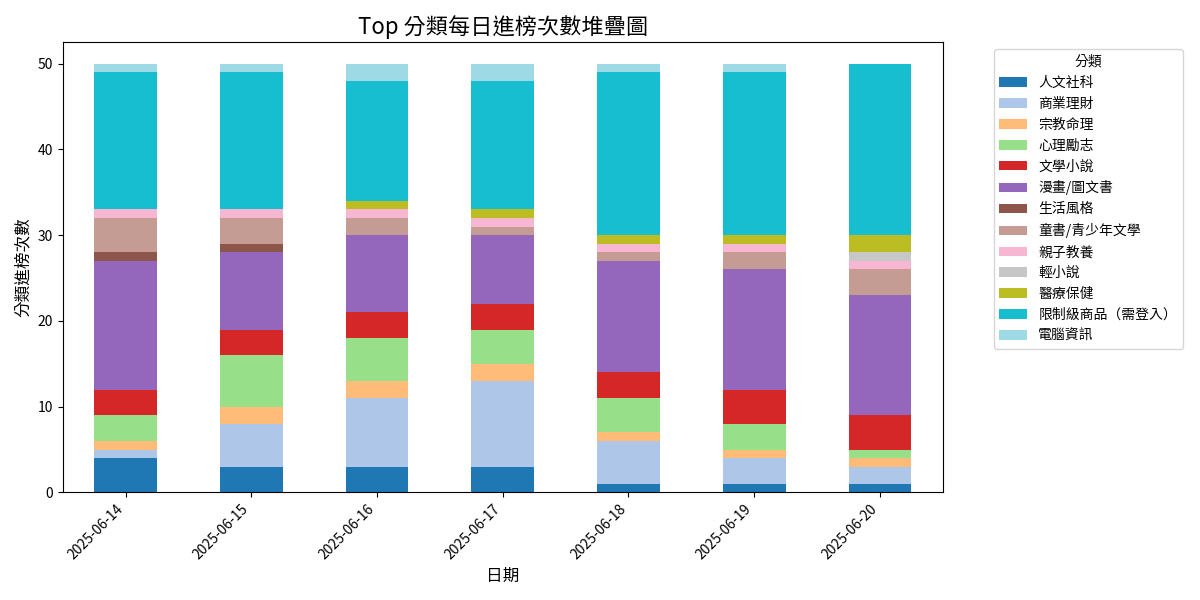 Top 分類每日進榜次數堆疊圖
分類進榜次數
50
40
30
20
10
0
2025-06-14
2025-06-15
2025-06-16
2025-06-17
2025-06-18
2025-06-19
2025-06-20
日期
分類
人文社科
商業理財
宗教命理
心理勵志
文學小說
漫畫/圖文書
生活風格
童書/青少年文學
親子教養
輕小說
醫療保健
限制級商品（需登入）
電腦資訊